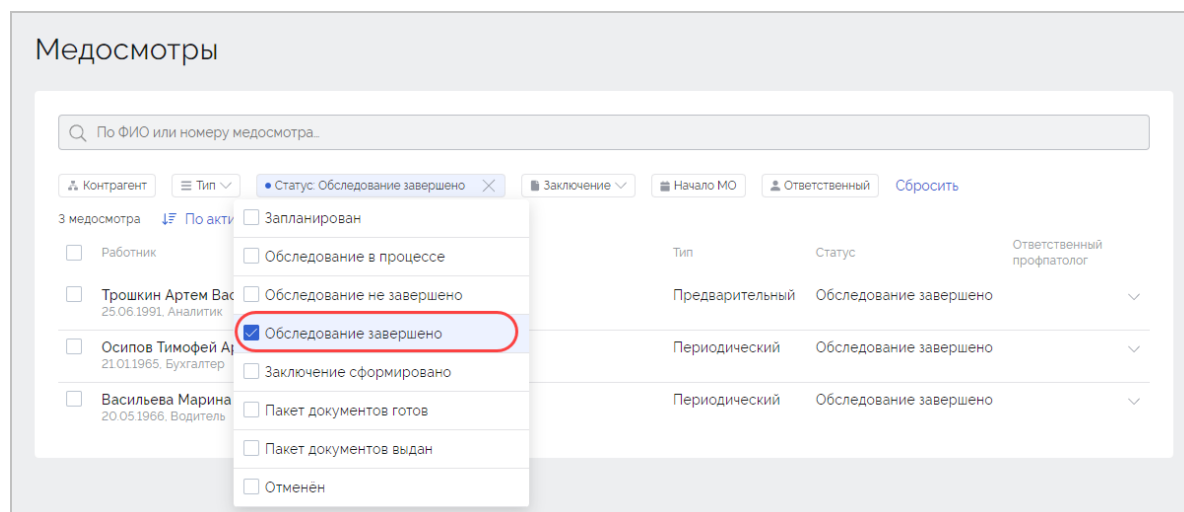 Медосмотры
По ФИО или номеру медосмотра...
Контрагент Тип Статус: Обследование завершено Заключение Начало МО Ответственный Сбросить
3 медосмотра По акти
Запланирован
Работник Тип Статус Ответственный профпатолог
Обследование в процессе
Трошкин Артем Вас Предварительный Обследование завершено
25.06.1991, Аналитик
Обследование не завершено
Обследование завершено
Осипов Тимофей Ар Периодический Обследование завершено
21.01.1965, Бухгалтер
Заключение сформировано
Васильева Марина Периодический Обследование завершено
20.05.1966, Водитель
Пакет документов готов
Пакет документов выдан
Отменён